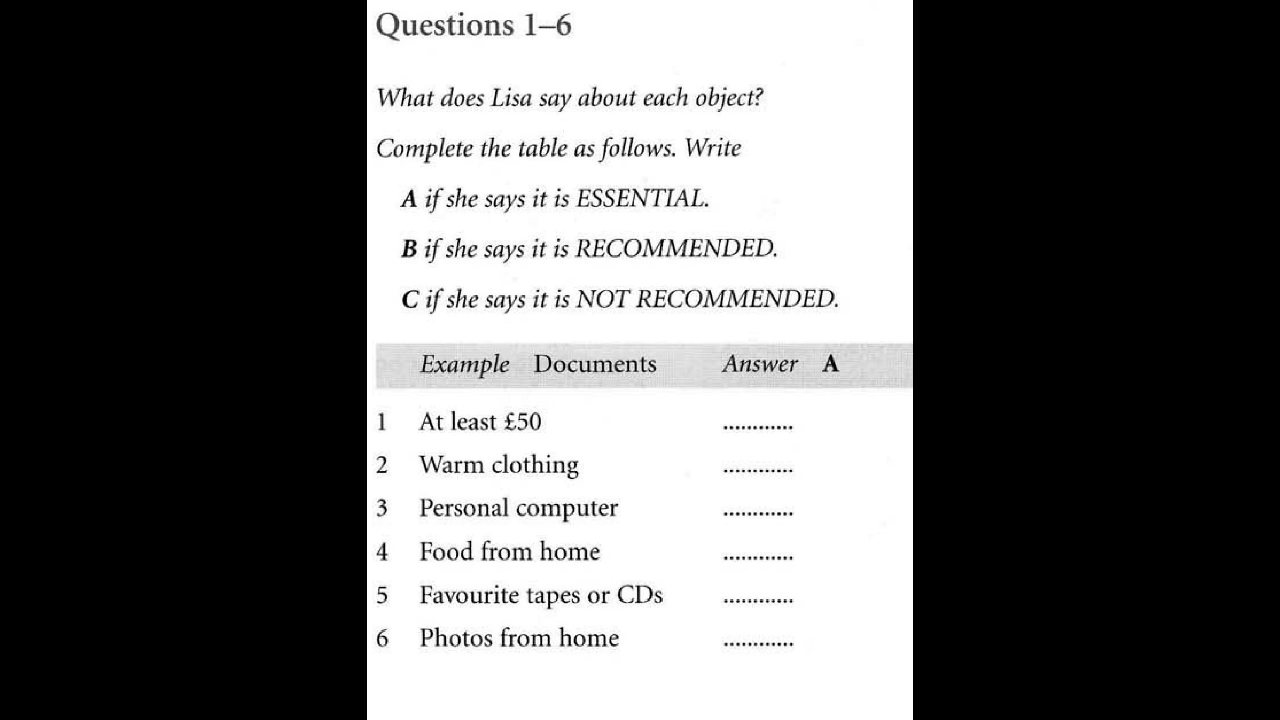 Questions 1–6
What does Lisa say about each object?
Complete the table as follows. Write
A if she says it is ESSENTIAL.
B if she says it is RECOMMENDED.
C if she says it is NOT RECOMMENDED.
Example Documents Answer A
1 At least £50 ............
2 Warm clothing ............
3 Personal computer ............
4 Food from home ............
5 Favourite tapes or CDs ............
6 Photos from home ............